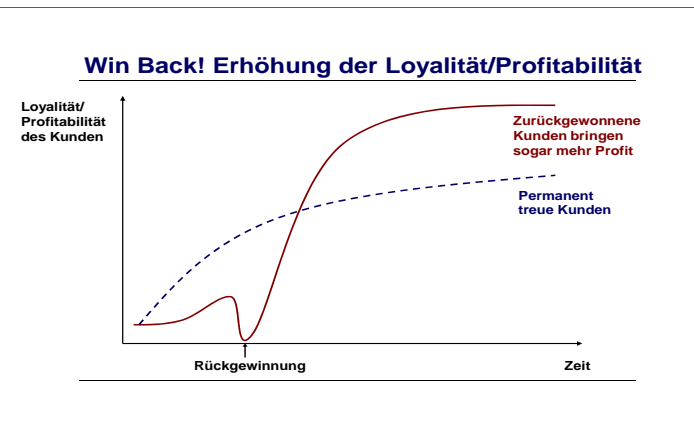 Win Back! Erhöhung der Loyalität/Profitabilität
Loyalität/
Profitabilität
des Kunden
Zurückgewonnene
Kunden bringen
sogar mehr Profit
Permanent
treue Kunden
Rückgewinnung
Zeit